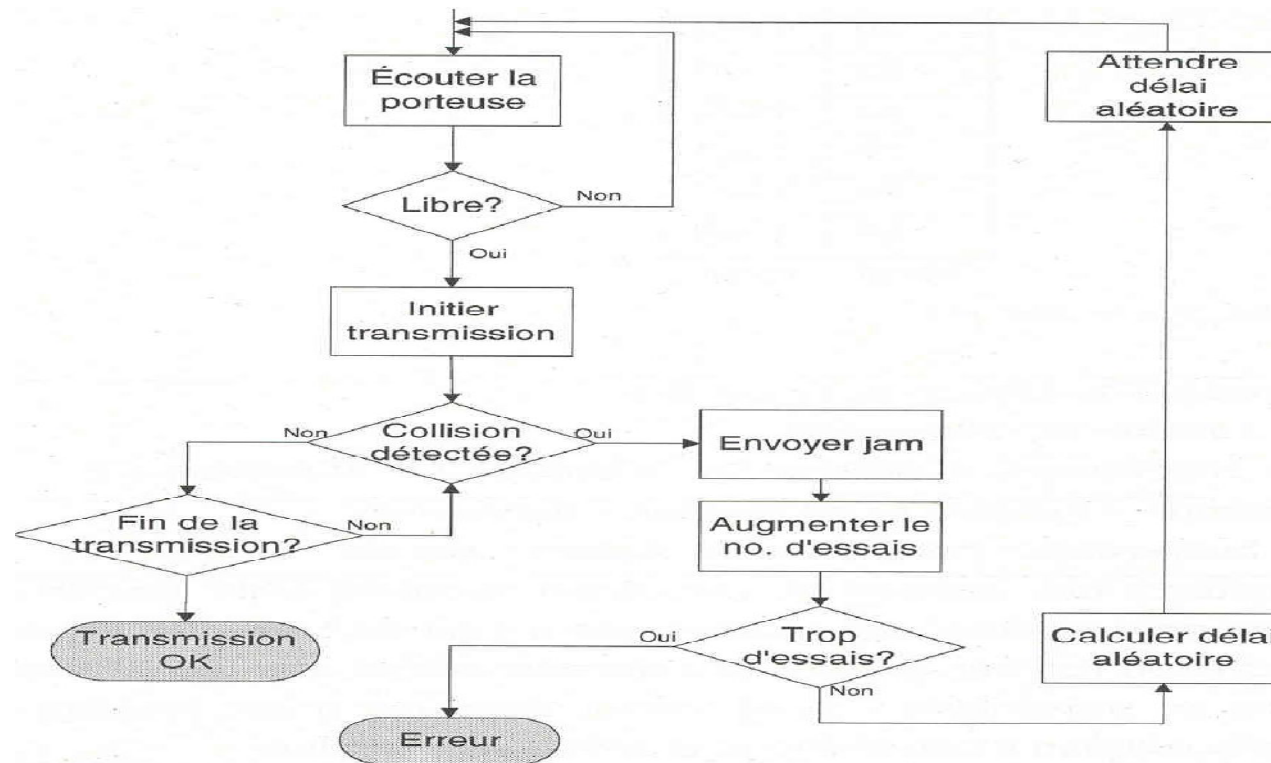 Écouter la
porteuse
Attendre
délai
aléatoire
Libre?
Non
Oui
Initier
transmission
Non
Collision
détectée?
Oui
Envoyer jam
Fin de la
transmission?
Non
Augmenter le
no. d'essais
Transmission
OK
Oui
Trop
d'essais?
Non
Calculer délai
aléatoire
Erreur